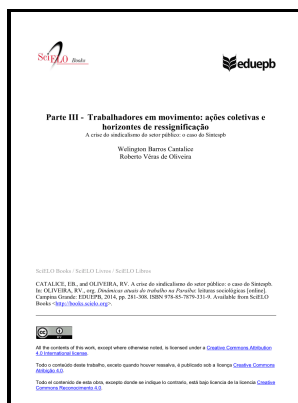 SciELO Books
eduepb
Parte III - Trabalhadores em movimento: ações coletivas e
horizontes de ressignificação
A crise do sindicalismo do setor público: o caso do Sintespb
Welington Barros Cantalice
Roberto Véras de Oliveira
SciELO Books / SciELO Livros / SciELO Libros
CATALICE, EB., and OLIVEIRA, RV. A crise do sindicalismo do setor público: o caso do Sintespb.
In: OLIVEIRA, RV., org. Dinâmicas atuais do trabalho na Paraíba: leituras sociológicas [online].
Campina Grande: EDUEPB, 2014, pp. 281-308. ISBN 978-85-7879-331-9. Available from SciELO
Books <http://books.scielo.org>.
cc BY
All the contents of this work, except where otherwise noted, is licensed under a Creative Commons Attribution
4.0 International license.
Todo o conteúdo deste trabalho, exceto quando houver ressalva, é publicado sob a licença Creative Commons
Atribição 4.0.
Todo el contenido de esta obra, excepto donde se indique lo contrario, está bajo licencia de la licencia Creative
Commons Reconocimento 4.0.